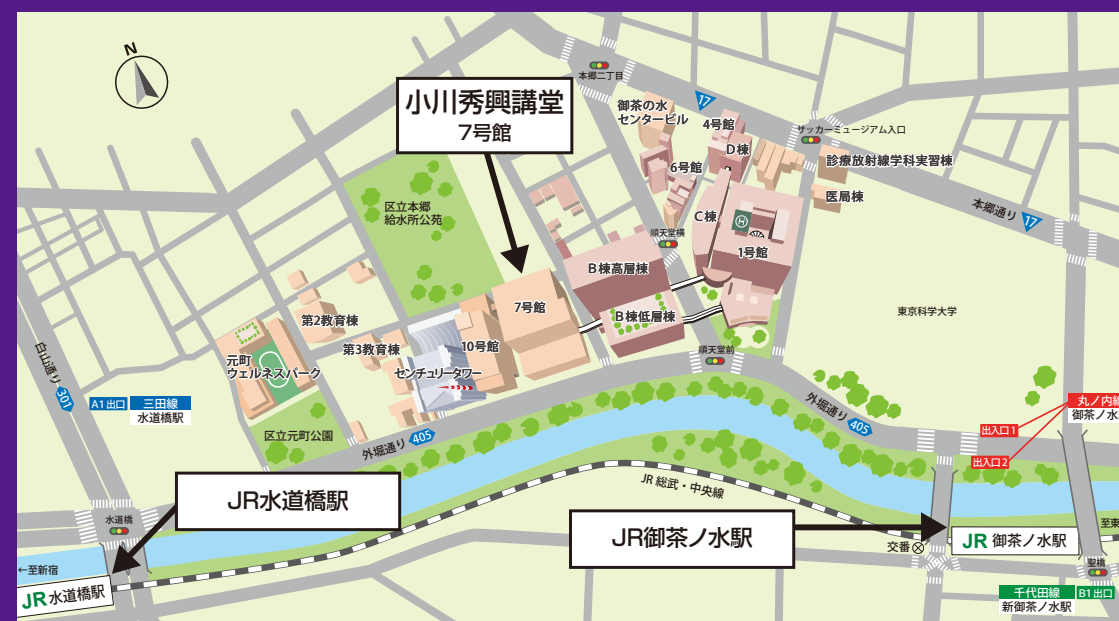 N
本郷二丁目
17
小川秀興講堂
7号館
御茶の水
センタービル
4号館
D棟
サッカーミュージアム入口
6号館
診療放射線学科実習棟
医局棟
区立本郷
給水所公苑
C棟
H
本郷通り 17
順天堂横
1号館
B棟高層棟
7号館
B棟低層棟
東京科学大学
第2教育棟
第3教育棟
10号館
センチュリータワー
順天堂前
元町
ウェルネスパーク
白山通り 301
A1出口 三田線
水道橋駅
区立元町公園
外堀通り 405
外堀通り 405
丸ノ内線
御茶ノ水
出入口1
出入口2
JR 総武・中央線
JR水道橋駅
水道橋
JR御茶ノ水駅
交番
JR 御茶ノ水駅
至東
←至新宿
JR 水道橋駅
聖橋
千代田線 B1出口
新御茶ノ水駅